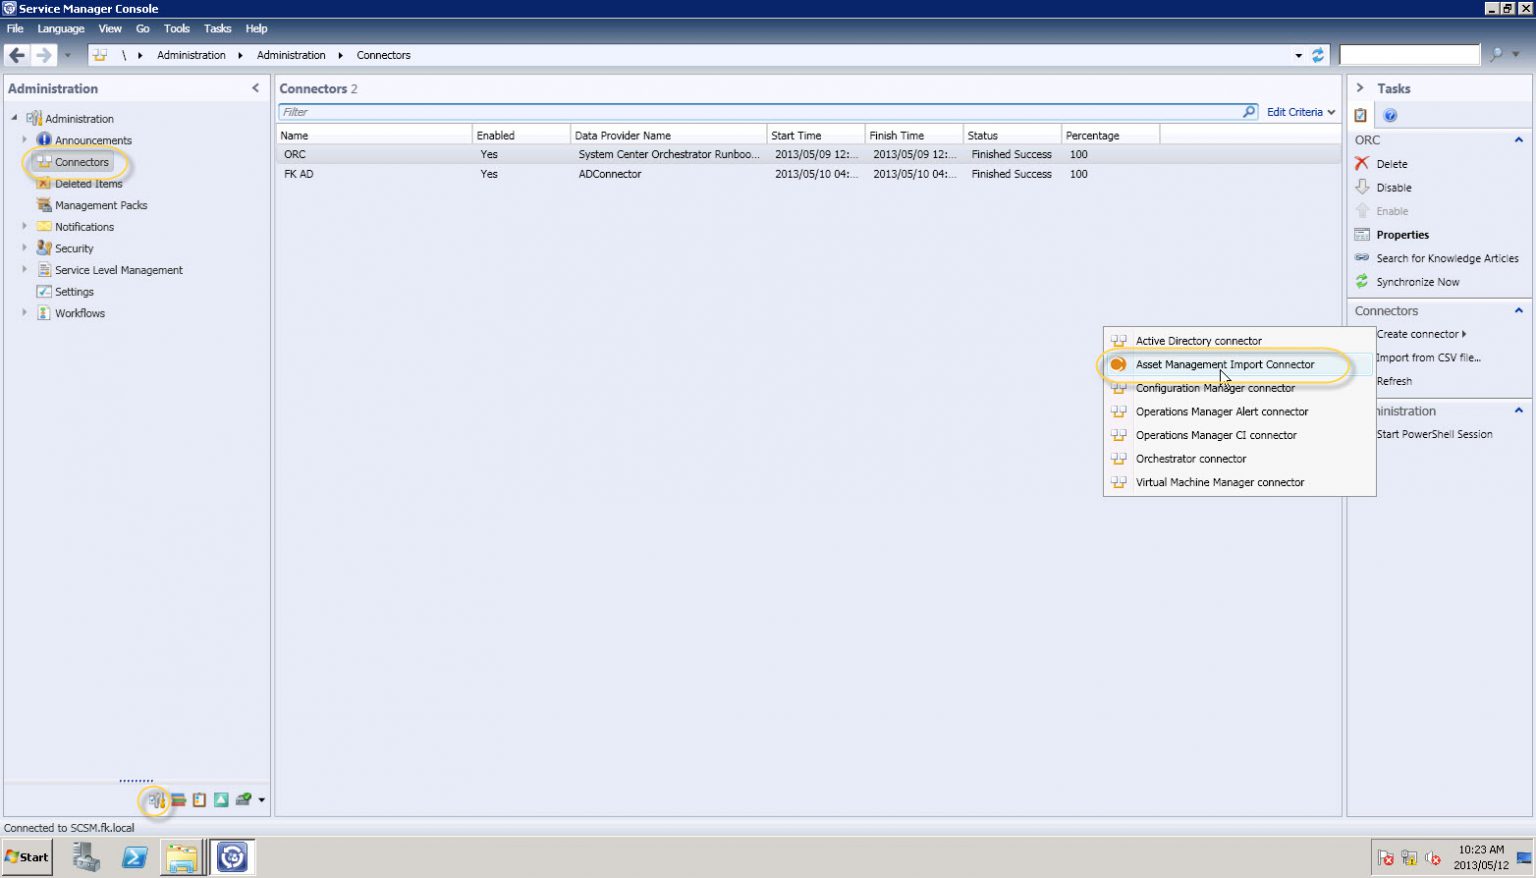 Service Manager Console
File Language View Go Tools Tasks Help
\ Administration Administration Connectors
Administration
Administration
Announcements
Connectors
Deleted Items
Management Packs
Notifications
Security
Service Level Management
Settings
Workflows
Connectors 2
Filter
Edit Criteria
Name Enabled Data Provider Name Start Time Finish Time Status Percentage
ORC Yes System Center Orchestrator Runboo... 2013/05/09 12:... 2013/05/09 12:... Finished Success 100
FK AD Yes ADConnector 2013/05/10 04:... 2013/05/10 04:... Finished Success 100
Active Directory connector
Asset Management Import Connector
Configuration Manager connector
Operations Manager Alert connector
Operations Manager CI connector
Orchestrator connector
Virtual Machine Manager connector
Tasks
ORC
Delete
Disable
Enable
Properties
Search for Knowledge Articles
Synchronize Now
Connectors
Create connector
Import from CSV file...
Refresh
ministration
Start PowerShell Session
Connected to SCSM.fk.local
Start
10:23 AM
2013/05/12